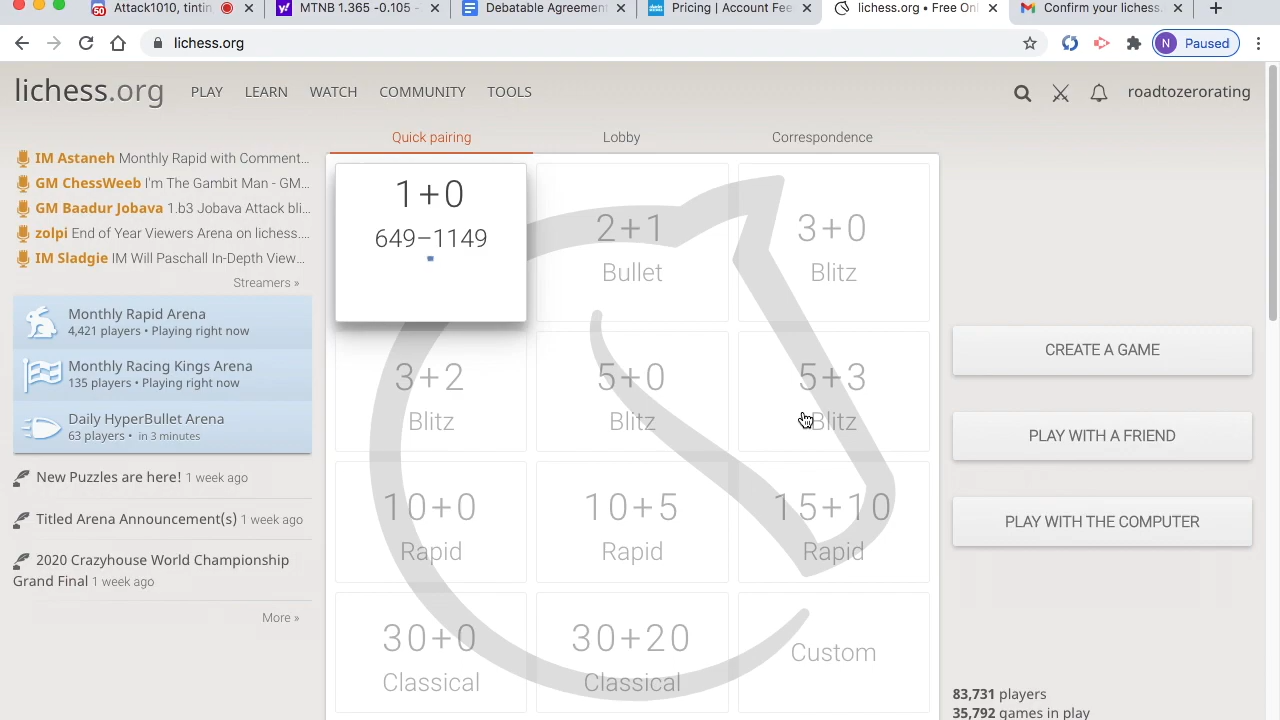 50 Attack1010, tintin
MTNB 1.365 -0.105 -
Debatable Agreemen
Pricing | Account Fee
lichess.org • Free Onl
Confirm your lichess.
lichess.org
N Paused
lichess.org PLAY LEARN WATCH COMMUNITY TOOLS roadtozerorating
IM Astaneh Monthly Rapid with Comment...
GM ChessWeeb I'm The Gambit Man - GM...
GM Baadur Jobava 1.b3 Jobava Attack bli...
zolpi End of Year Viewers Arena on lichess....
IM Sladgie IM Will Paschall In-Depth View...
Streamers »
Monthly Rapid Arena
4,421 players • Playing right now
Monthly Racing Kings Arena
135 players • Playing right now
Daily HyperBullet Arena
63 players • in 3 minutes
New Puzzles are here! 1 week ago
Titled Arena Announcement(s) 1 week ago
2020 Crazyhouse World Championship
Grand Final 1 week ago
More »
Quick pairing Lobby Correspondence
1+0
649–1149
2+1
Bullet
3+0
Blitz
3+2
Blitz
5+0
Blitz
5+3
Blitz
10+0
Rapid
10+5
Rapid
15+10
Rapid
30+0
Classical
30+20
Classical
Custom
CREATE A GAME
PLAY WITH A FRIEND
PLAY WITH THE COMPUTER
83,731 players
35,792 games in play